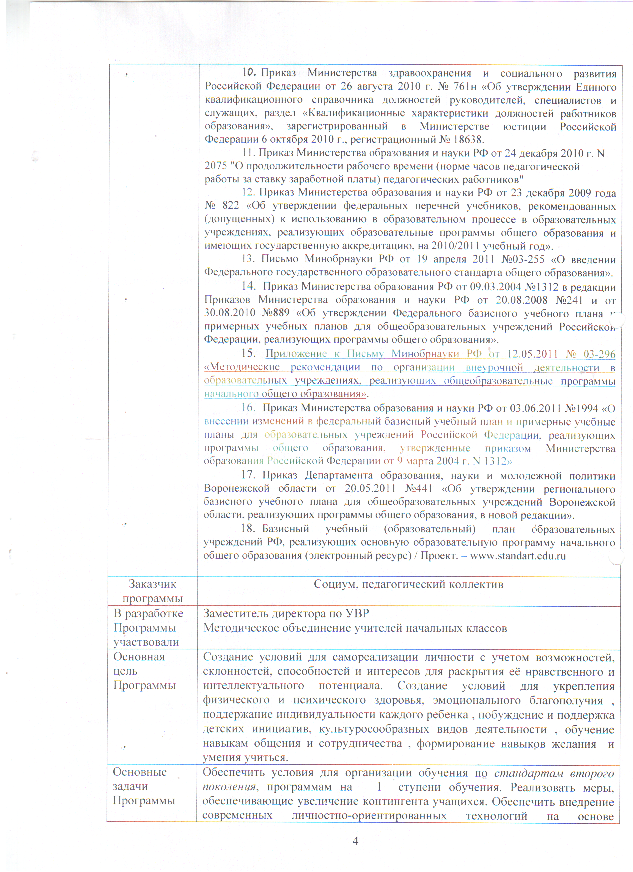 10. Приказ Министерства здравоохранения и социального развития
Российской Федерации от 26 августа 2010 г. № 761н «Об утверждении Единого
квалификационного справочника должностей руководителей, специалистов и
служащих, раздел «Квалификационные характеристики должностей работников
образования», зарегистрированный в Министерстве юстиции Российской
Федерации 6 октября 2010 г., регистрационный № 18638.
11. Приказ Министерства образования и науки РФ от 24 декабря 2010 г. N
2075 "О продолжительности рабочего времени (норме часов педагогической
работы за ставку заработной платы) педагогических работников"
12. Приказ Министерства образования и науки РФ от 23 декабря 2009 года
№ 822 «Об утверждении федеральных перечней учебников, рекомендованных
(допущенных) к использованию в образовательном процессе в образовательных
учреждениях, реализующих образовательные программы общего образования и
имеющих государственную аккредитацию, на 2010/2011 учебный год».
13. Письмо Минобрнауки РФ от 19 апреля 2011 №03-255 «О введении
Федерального государственного образовательного стандарта общего образования».
14. Приказ Министерства образования РФ от 09.03.2004 №1312 в редакции
Приказов Министерства образования и науки РФ от 20.08.2008 №241 и от
30.08.2010 №889 «Об утверждении Федерального базисного учебного плана и
примерных учебных планов для общеобразовательных учреждений Российской
Федерации, реализующих программы общего образования».
15. Приложение к Письму Минобрнауки РФ от 12.05.2011 № 03-296
«Методические рекомендации по организации внеурочной деятельности в
образовательных учреждениях, реализующих общеобразовательные программы
начального общего образования».
16. Приказ Министерства образования и науки РФ от 03.06.2011 №1994 «О
внесении изменений в федеральный базисный учебный план и примерные учебные
планы для образовательных учреждений Российской Федерации, реализующих
программы общего образования, утвержденные приказом Министерства
образования Российской Федерации от 9 марта 2004 г. N 1312»
17. Приказ Департамента образования, науки и молодежной политики
Воронежской области от 20.05.2011 №441 «Об утверждении регионального
базисного учебного плана для общеобразовательных учреждений Воронежской
области, реализующих программы общего образования, в новой редакции».
18. Базисный учебный (образовательный) план образовательных
учреждений РФ, реализующих основную образовательную программу начального
общего образования (электронный ресурс) / Проект. – www.standart.edu.ru
Заказчик
программы
Социум, педагогический коллектив
В разработке
Программы
участвовали
Заместитель директора по УВР
Методическое объединение учителей начальных классов
Основная
цель
Программы
Создание условий для самореализации личности с учетом возможностей,
склонностей, способностей и интересов для раскрытия её нравственного и
интеллектуального потенциала. Создание условий для укрепления
физического и психического здоровья, эмоционального благополучия ,
поддержание индивидуальности каждого ребенка , побуждение и поддержка
детских инициатив, культуросообразных видов деятельности , обучение
навыкам общения и сотрудничества , формирование навыков желания и
умения учиться.
Основные
задачи
Программы
Обеспечить условия для организации обучения по стандартам второго
поколения, программам на 1 ступени обучения. Реализовать меры,
обеспечивающие увеличение контингента учащихся. Обеспечить внедрение
современных личностно-ориентированных технологий на основе
4